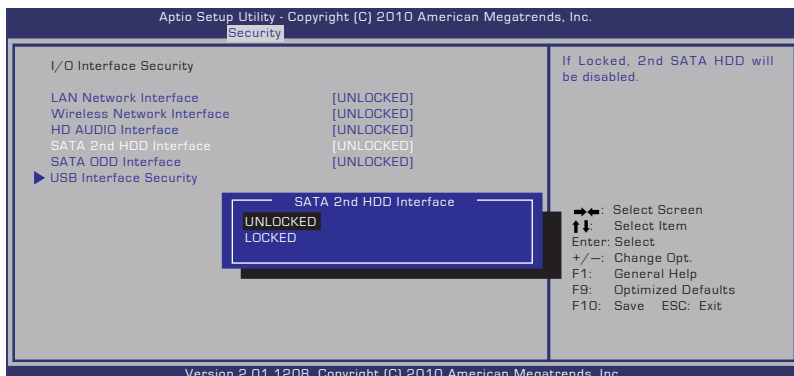 Aptio Setup Utility - Copyright (C) 2010 American Megatrends, Inc.
Security
I/O Interface Security
LAN Network Interface [UNLOCKED]
Wireless Network Interface [UNLOCKED]
HD AUDIO Interface [UNLOCKED]
SATA 2nd HDD Interface [UNLOCKED]
SATA ODD Interface [UNLOCKED]
USB Interface Security
SATA 2nd HDD Interface
UNLOCKED
LOCKED
If Locked, 2nd SATA HDD will
be disabled.
→←: Select Screen
↑↓: Select Item
Enter: Select
+/—: Change Opt.
F1: General Help
F9: Optimized Defaults
F10: Save ESC: Exit
Version 2.01.1208. Copyright (C) 2010 American Megatrends, Inc.